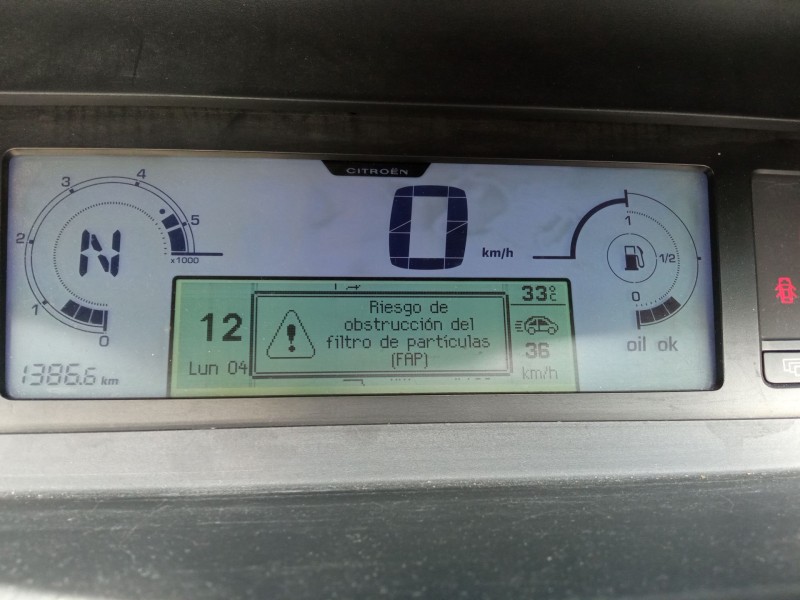 CITROËN
3
4
2
5
x1000
1
0
N
1386.6 km
0
km/h
1
1/2
0
oil ok
12
Lun 04
Riesgo de
obstrucción del
filtro de partículas
(FAP)
33°C
36
km/h